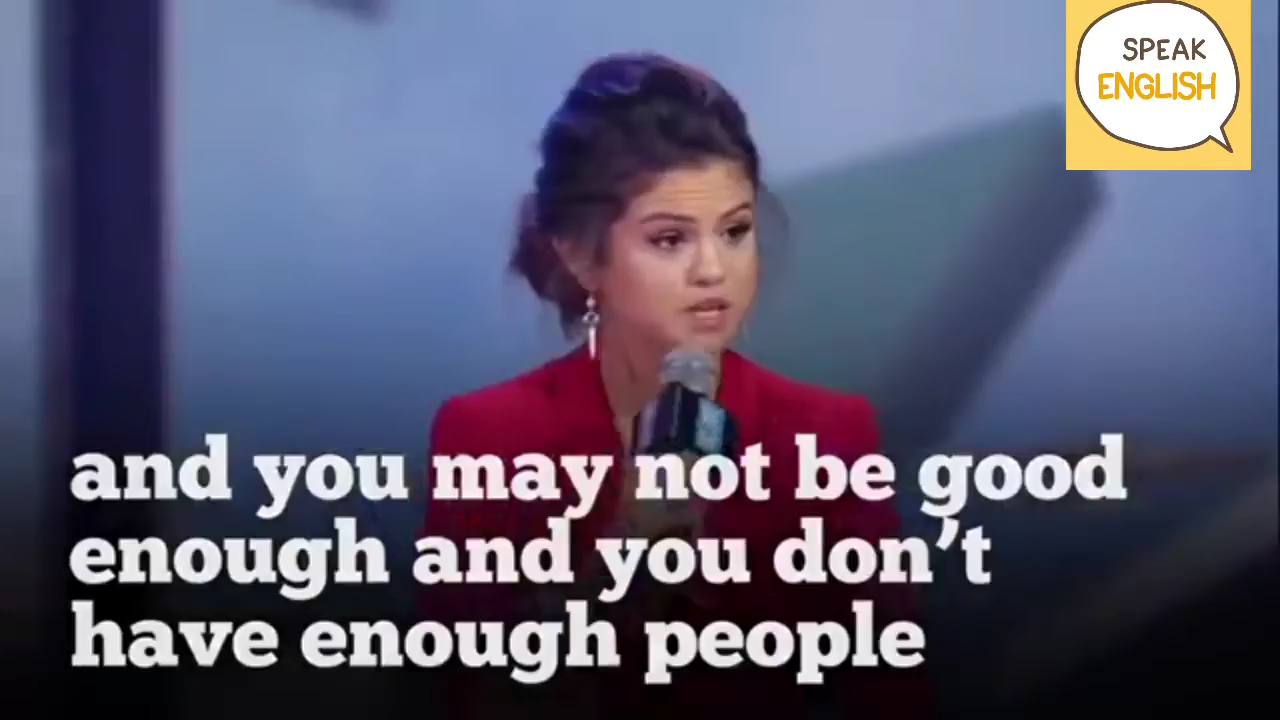 SPEAK
ENGLISH
and you may not be good
enough and you don’t
have enough people